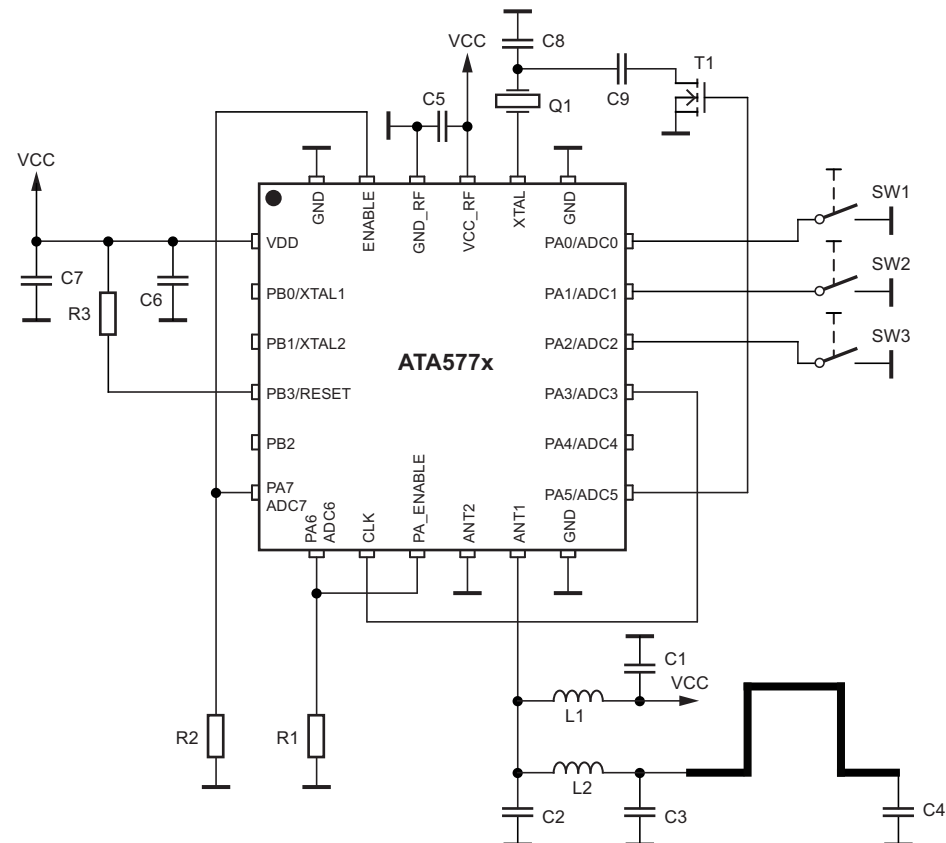 VCC
C8
T1
C5
Q1
C9
VCC
GND
ENABLE
GND_RF
VCC_RF
XTAL
GND
SW1
VDD
PA0/ADC0
C7
R3
C6
PB0/XTAL1
PA1/ADC1
SW2
PB1/XTAL2
PA2/ADC2
SW3
ATA577x
PB3/RESET
PA3/ADC3
PB2
PA4/ADC4
PA7
ADC7
PA5/ADC5
PA6
ADC6
CLK
PA_ENABLE
ANT2
ANT1
GND
C1
VCC
L1
R2
R1
L2
C2
C3
C4